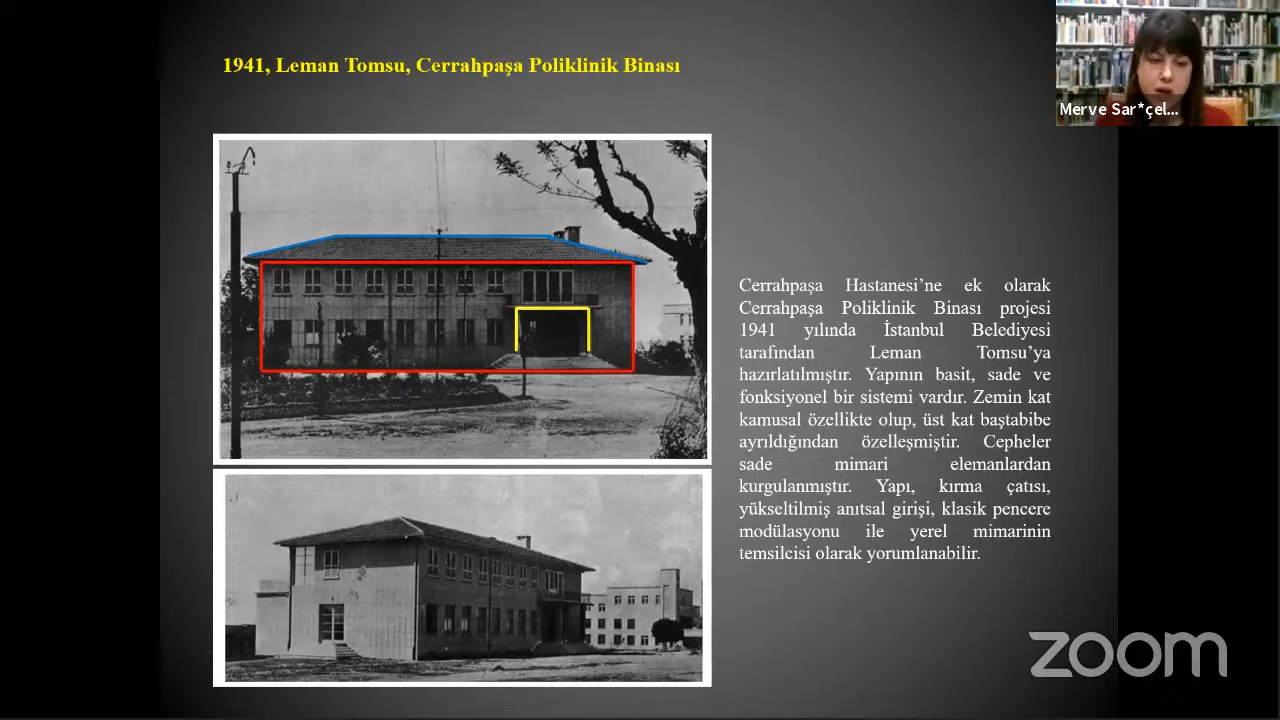 1941, Leman Tomsu, Cerrahpaşa Poliklinik Binası
Merve Sar*çel...
Cerrahpaşa Hastanesi’ne ek olarak
Cerrahpaşa Poliklinik Binası projesi
1941 yılında İstanbul Belediyesi
tarafından Leman Tomsu’ya
hazırlatılmıştır. Yapının basit, sade ve
fonksiyonel bir sistemi vardır. Zemin kat
kamusal özellikte olup, üst kat baştabibe
ayrıldığından özelleşmiştir. Cepheler
sade mimari elemanlardan
kurgulanmıştır. Yapı, kırma çatısı,
yükseltilmiş anıtsal girişi, klasik pencere
modülasyonu ile yerel mimarinin
temsilcisi olarak yorumlanabilir.
zoom